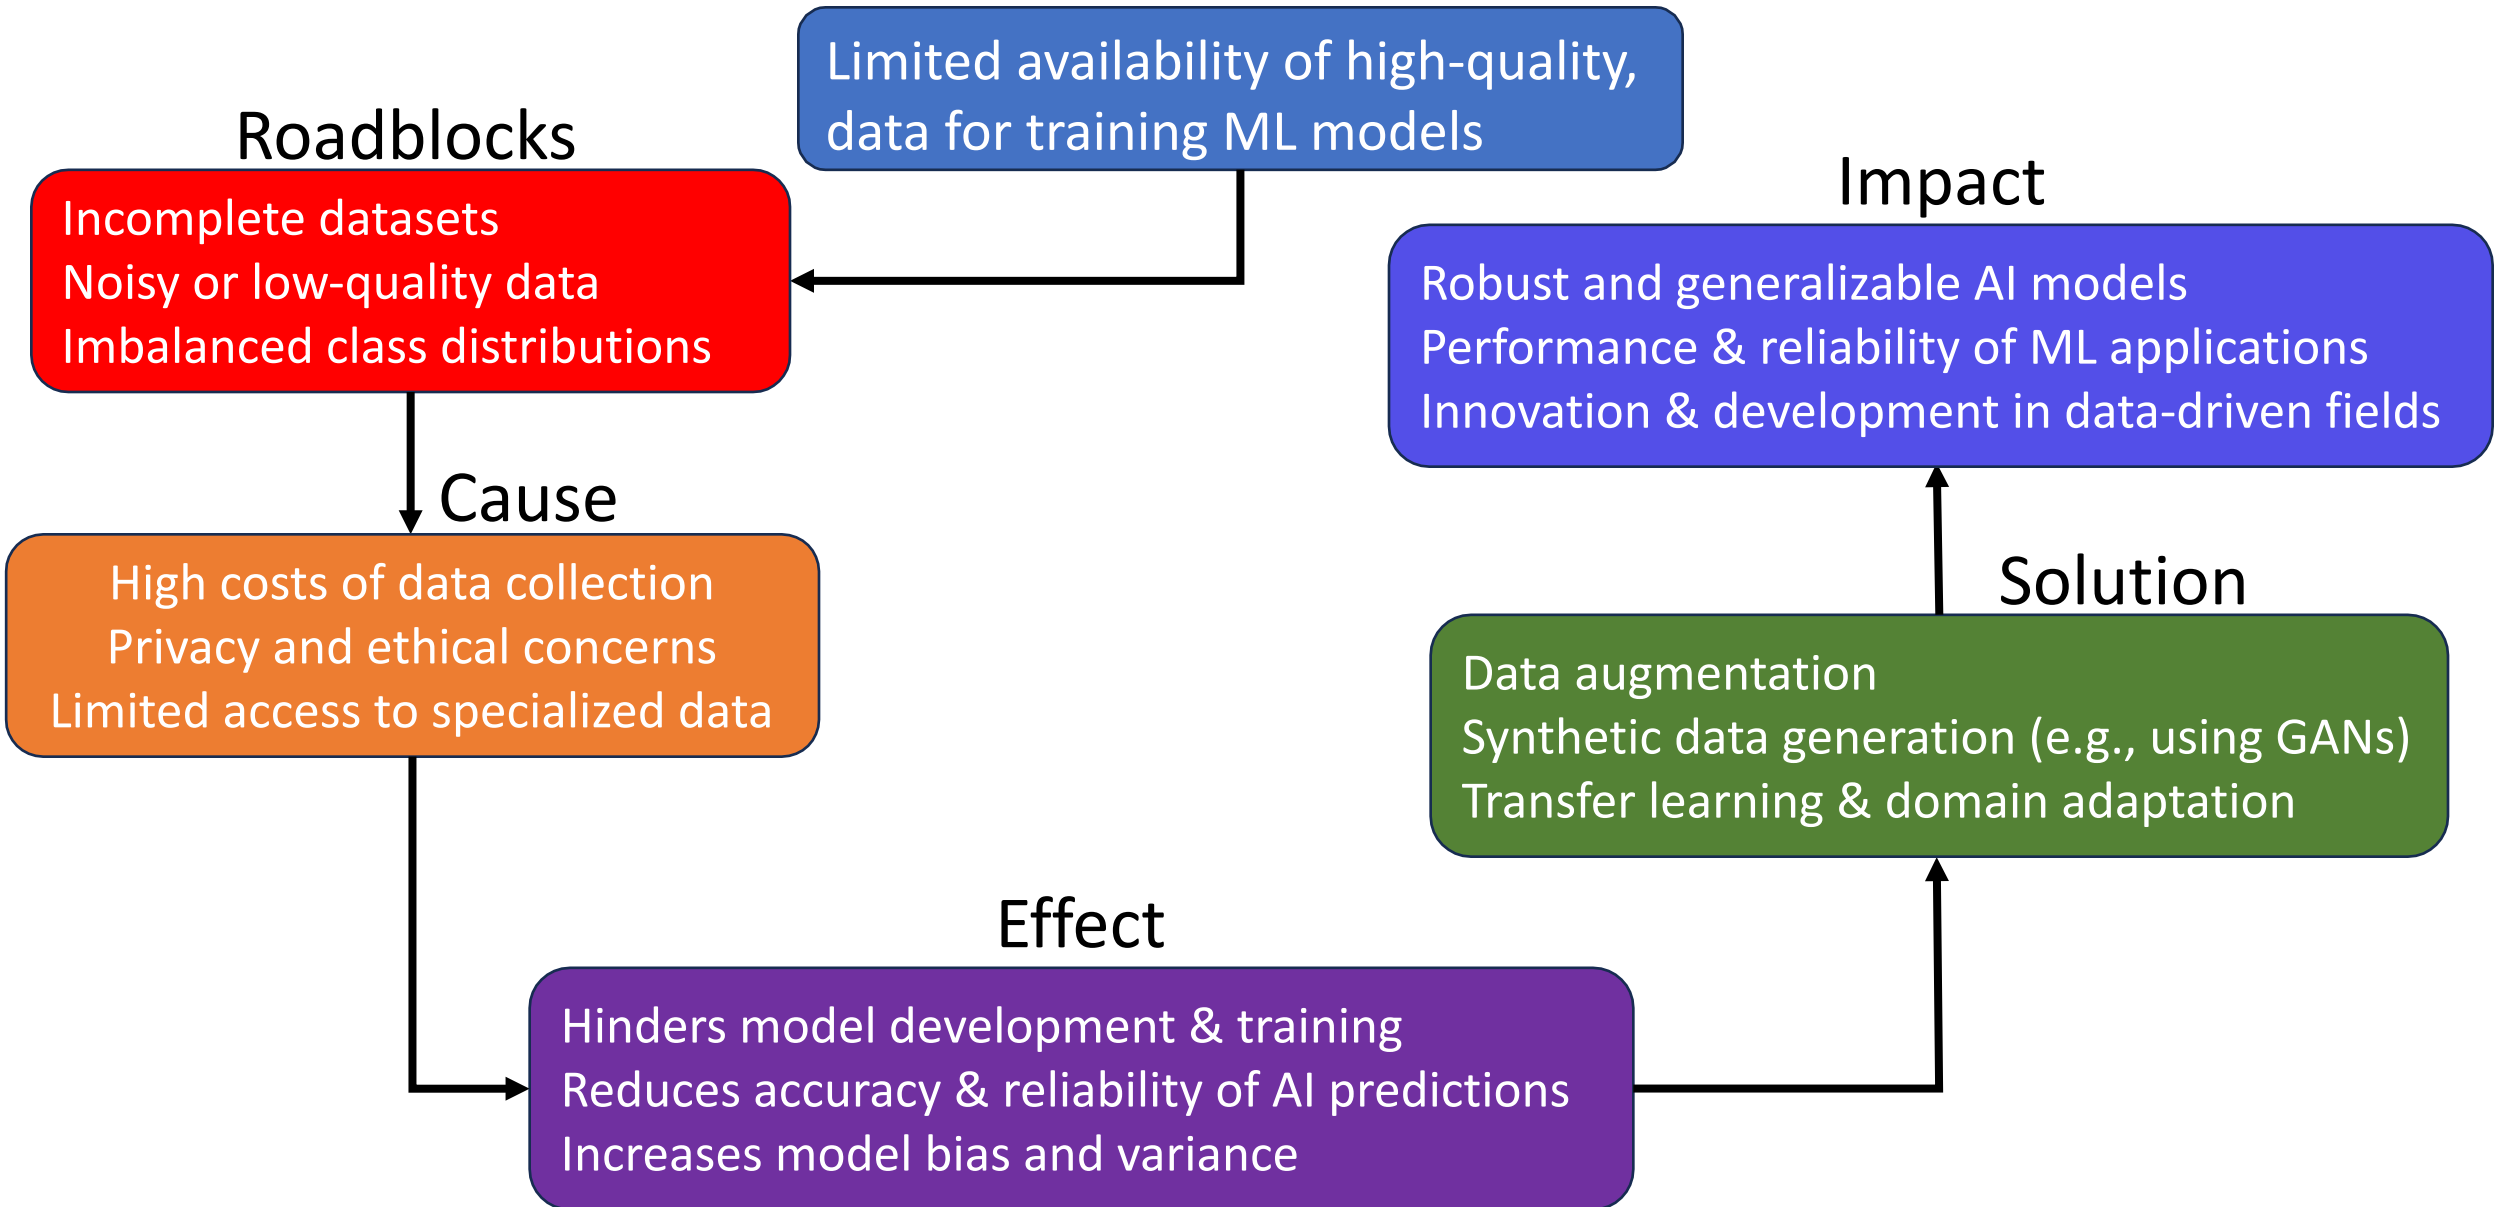 Limited availability of high-quality,
data for training ML models
Roadblocks
Incomplete datasets
Noisy or low-quality data
Imbalanced class distributions
Cause
High costs of data collection
Privacy and ethical concerns
Limited access to specialized data
Effect
Hinders model development & training
Reduces accuracy & reliability of AI predictions
Increases model bias and variance
Solution
Data augmentation
Synthetic data generation (e.g., using GANs)
Transfer learning & domain adaptation
Impact
Robust and generalizable AI models
Performance & reliability of ML applications
Innovation & development in data-driven fields